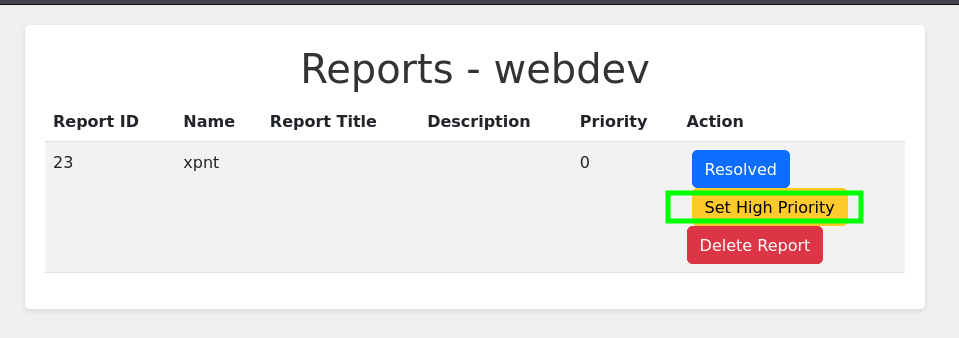 Reports - webdev
Report ID Name Report Title Description Priority Action
23 xpnt 0 Resolved
Set High Priority
Delete Report